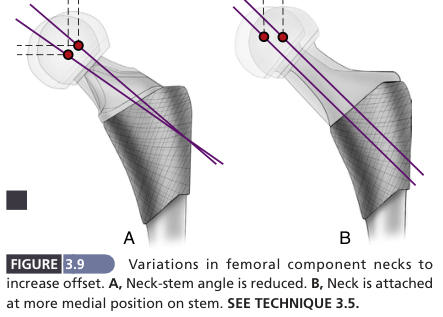 A
B
FIGURE 3.9 Variations in femoral component necks to
increase offset. A, Neck-stem angle is reduced. B, Neck is attached
at more medial position on stem. SEE TECHNIQUE 3.5.